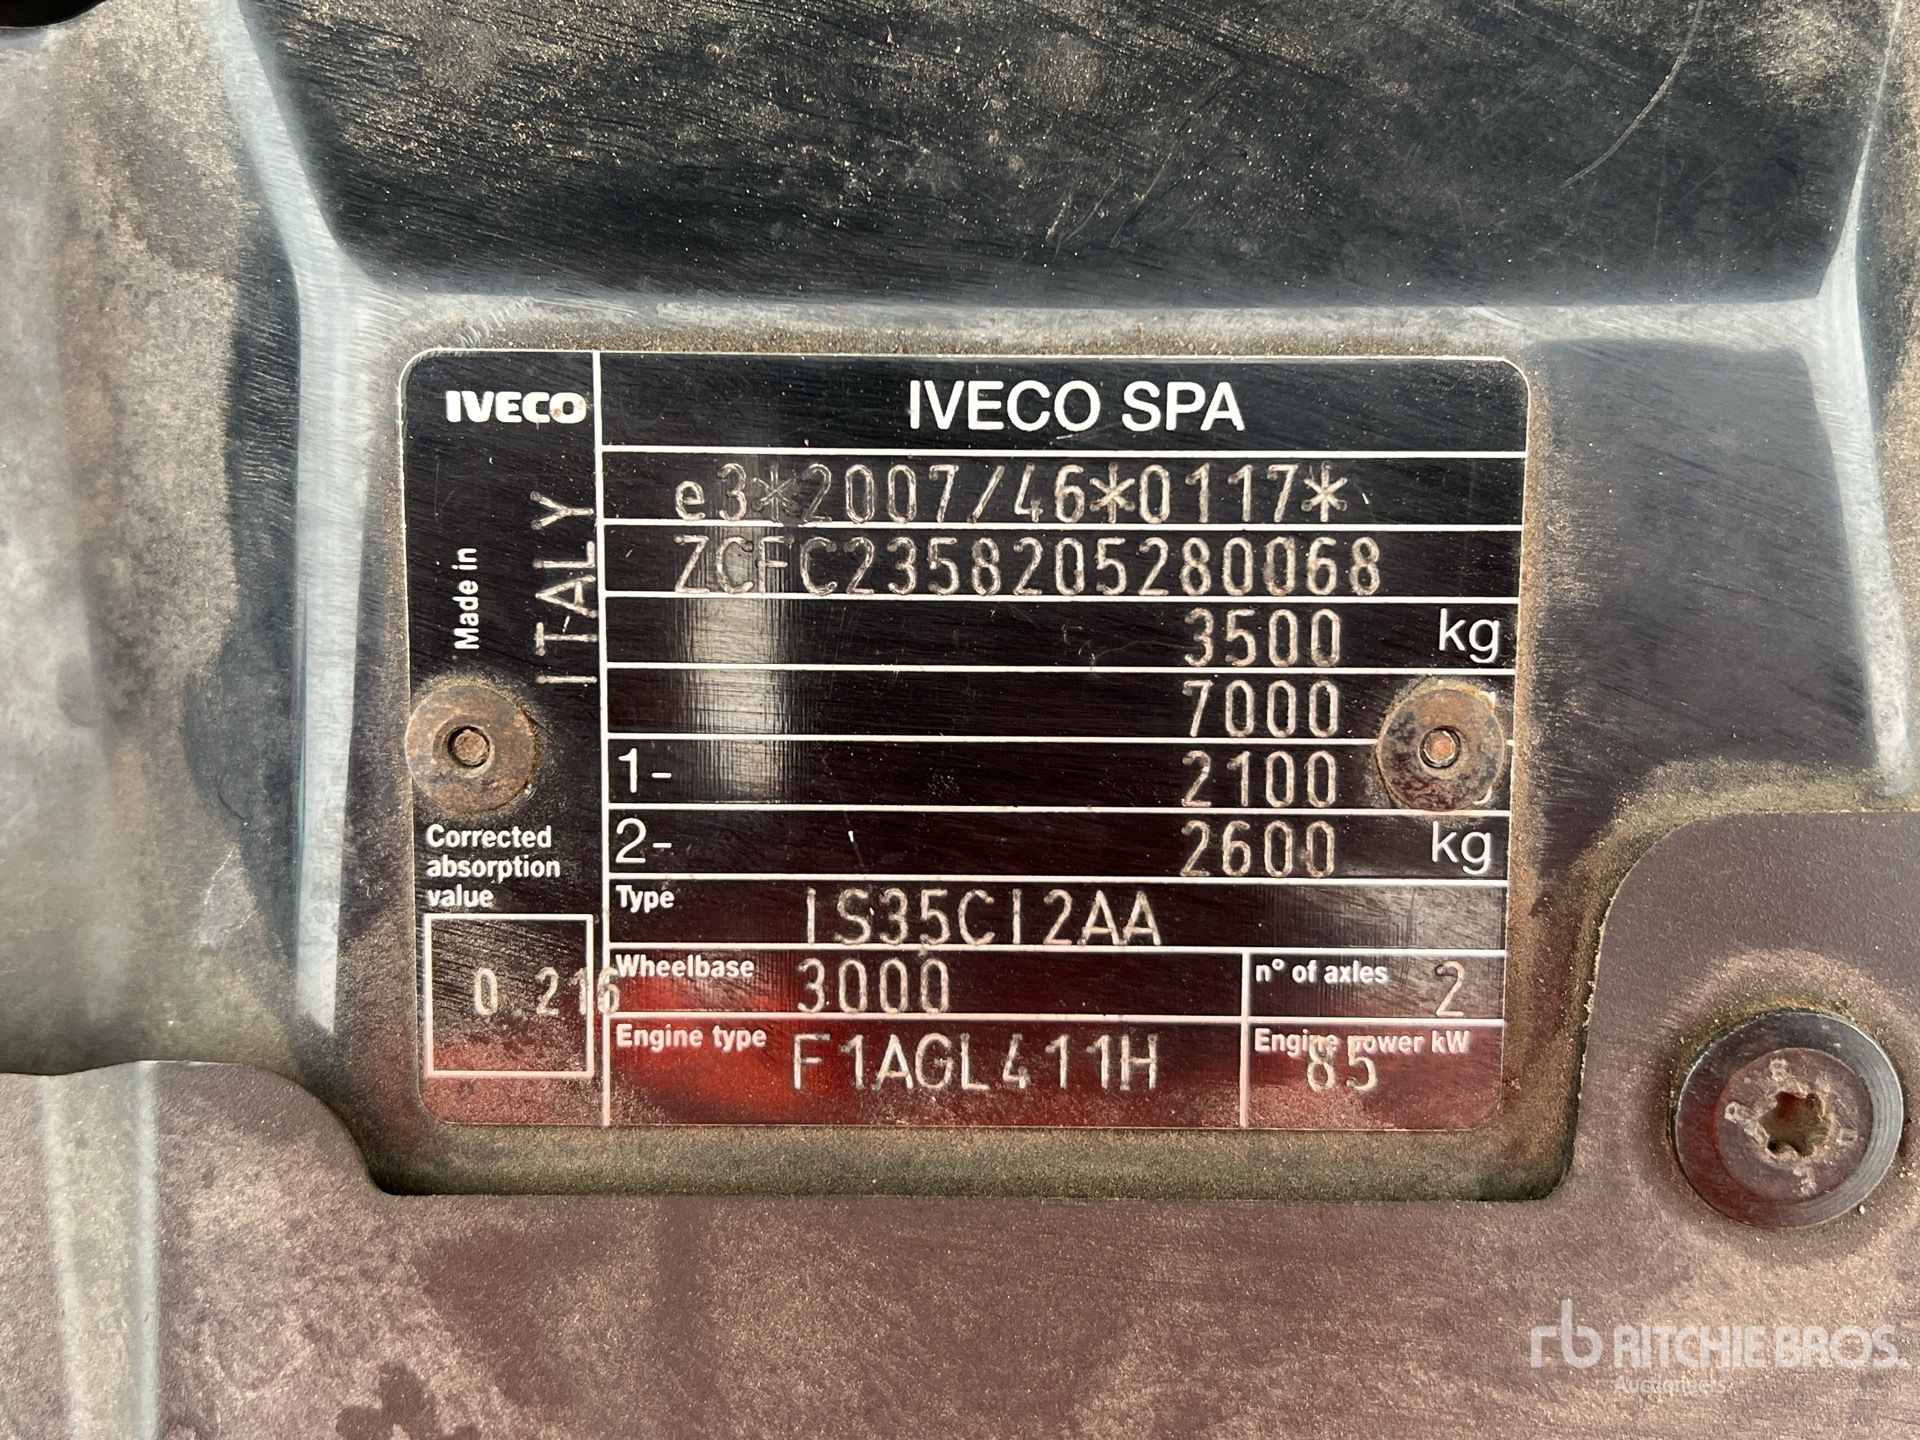 IVECO
IVECO SPA
e3*2007/46*0117*
ZCFC2358205280068
3500 kg
7000
1- 2100
2- 2600 kg
Made in
ITALY
Corrected
absorption
value
0.216
Type IS35CI2AA
Wheelbase 3000 n° of axles 2
Engine type F1AGL411H Engine power kW 85
rb RITCHIE BROS.
Auctioneers